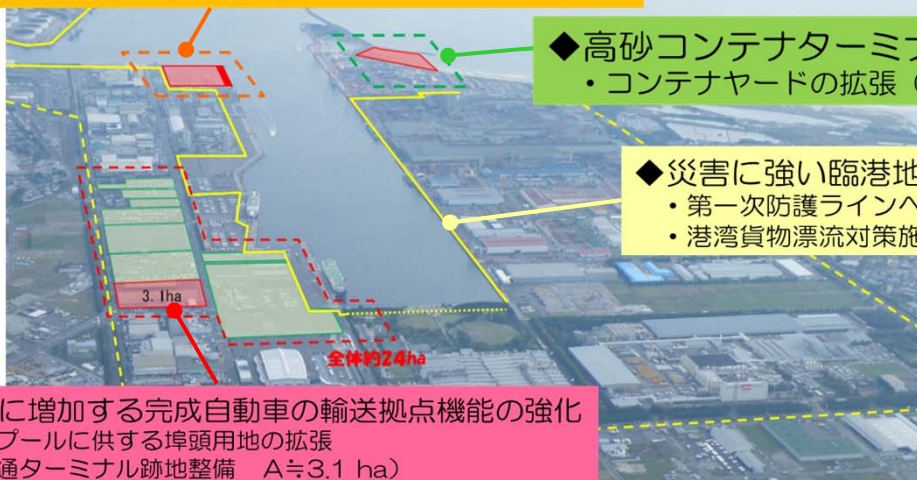 ◆高砂コンテナターミナ
・コンテナヤードの拡張（
◆災害に強い臨港地
・第一次防護ラインへ
・港湾貨物漂流対策施
3.1ha
全体約24ha
に増加する完成自動車の輸送拠点機能の強化
プールに供する埠頭用地の拡張
通ターミナル跡地整備　A≒3.1 ha）